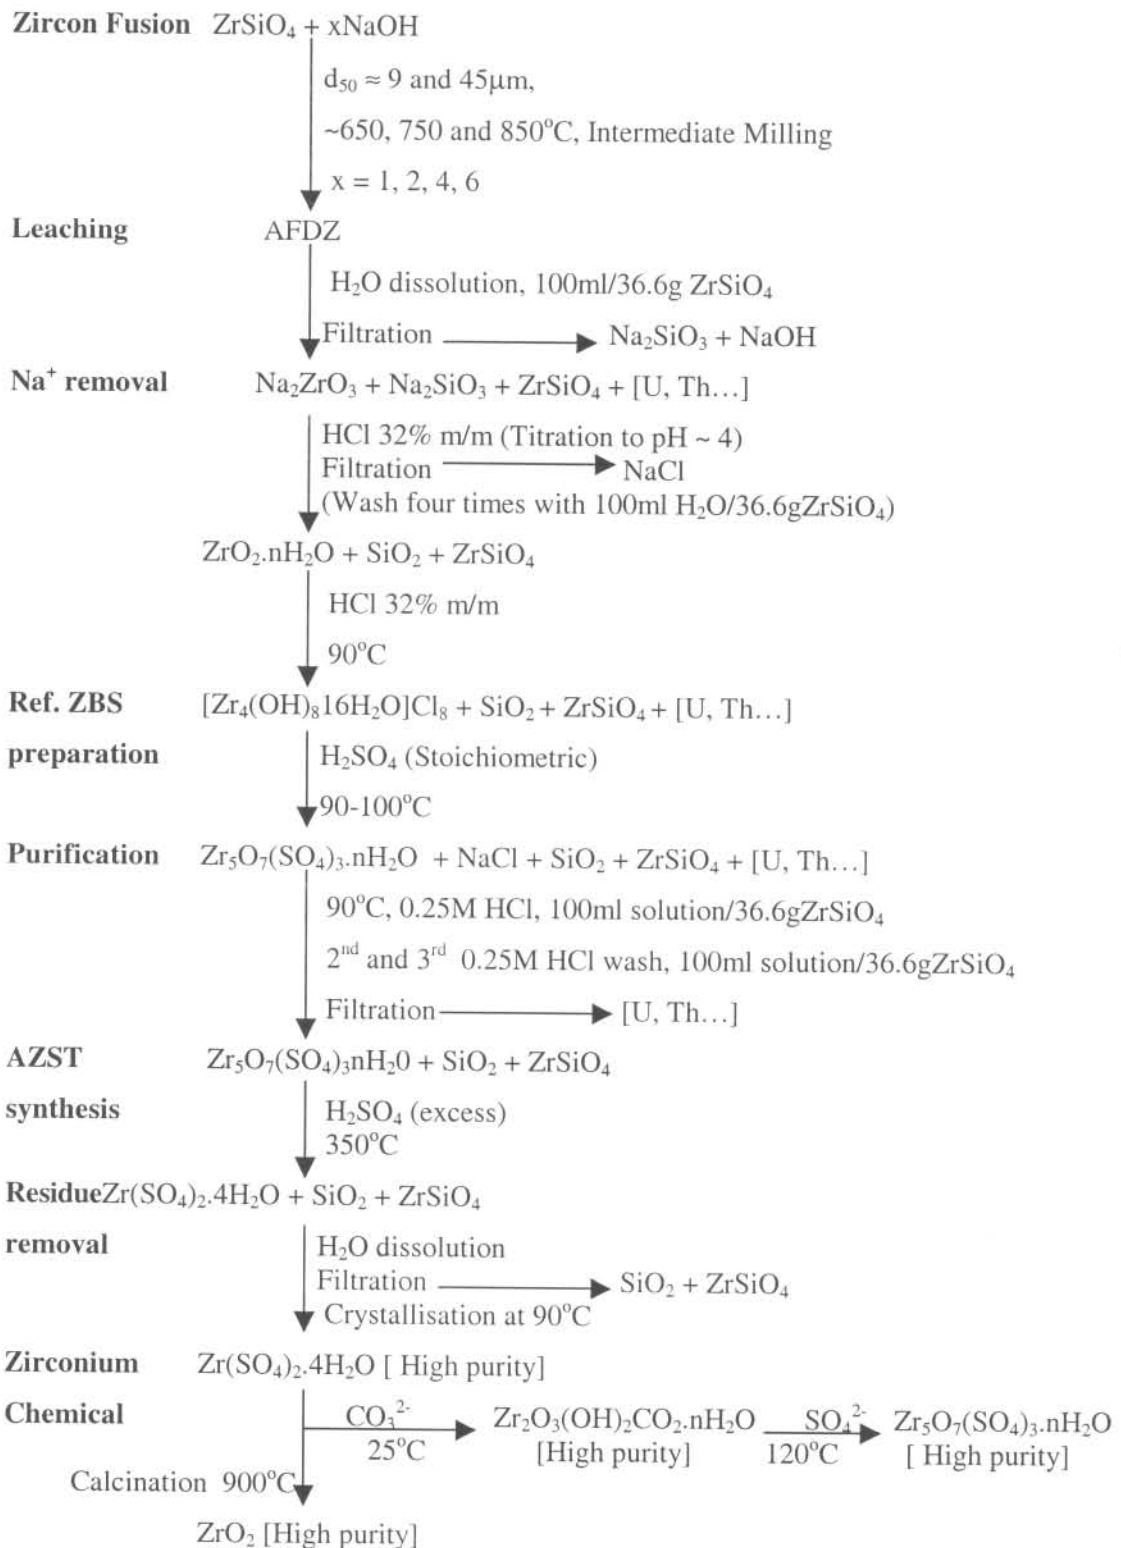 Zircon Fusion ZrSiO₄ + xNaOH
d₅₀ ≈ 9 and 45μm,
~650, 750 and 850°C, Intermediate Milling
x = 1, 2, 4, 6
Leaching AFDZ
H₂O dissolution, 100ml/36.6g ZrSiO₄
Filtration Na₂SiO₃ + NaOH
Na⁺ removal Na₂ZrO₃ + Na₂SiO₃ + ZrSiO₄ + [U, Th...]
HCl 32% m/m (Titration to pH ~ 4)
Filtration NaCl
(Wash four times with 100ml H₂O/36.6gZrSiO₄)
ZrO₂.nH₂O + SiO₂ + ZrSiO₄
HCl 32% m/m
90°C
Ref. ZBS [Zr₄(OH)₈16H₂O]Cl₈ + SiO₂ + ZrSiO₄ + [U, Th...]
preparation H₂SO₄ (Stoichiometric)
90-100°C
Purification Zr₅O₇(SO₄)₃.nH₂O + NaCl + SiO₂ + ZrSiO₄ + [U, Th...]
90°C, 0.25M HCl, 100ml solution/36.6gZrSiO₄
2ⁿᵈ and 3ʳᵈ 0.25M HCl wash, 100ml solution/36.6gZrSiO₄
Filtration [U, Th...]
AZST Zr₅O₇(SO₄)₃nH₂0 + SiO₂ + ZrSiO₄
synthesis H₂SO₄ (excess)
350°C
ResidueZr(SO₄)₂.4H₂O + SiO₂ + ZrSiO₄
removal H₂O dissolution
Filtration SiO₂ + ZrSiO₄
Crystallisation at 90°C
Zirconium Zr(SO₄)₂.4H₂O [ High purity]
Chemical CO₃²⁻ Zr₂O₃(OH)₂CO₂.nH₂O SO₄²⁻ Zr₅O₇(SO₄)₃.nH₂O
25°C [High purity] 120°C [ High purity]
Calcination 900°C
ZrO₂ [High purity]